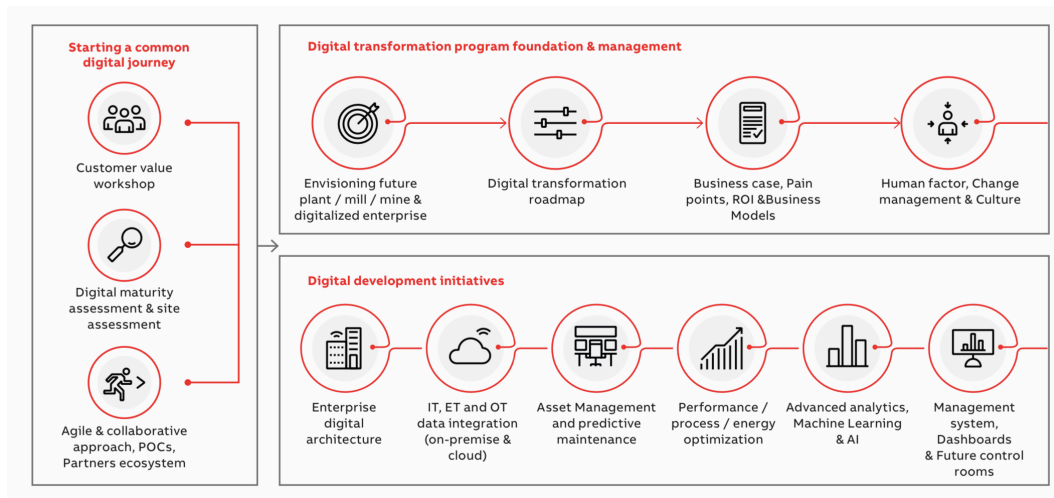 Starting a common
digital journey
Customer value
workshop
Digital maturity
assessment & site
assessment
Agile & collaborative
approach, POCs,
Partners ecosystem
Digital transformation program foundation & management
Envisioning future
plant / mill / mine &
digitalized enterprise
Digital transformation
roadmap
Business case, Pain
points, ROI &Business
Models
Human factor, Change
management & Culture
Digital development initiatives
Enterprise
digital
architecture
IT, ET and OT
data integration
(on-premise &
cloud)
Asset Management
and predictive
maintenance
Performance /
process / energy
optimization
Advanced analytics,
Machine Learning
& AI
Management
system,
Dashboards
& Future control
rooms